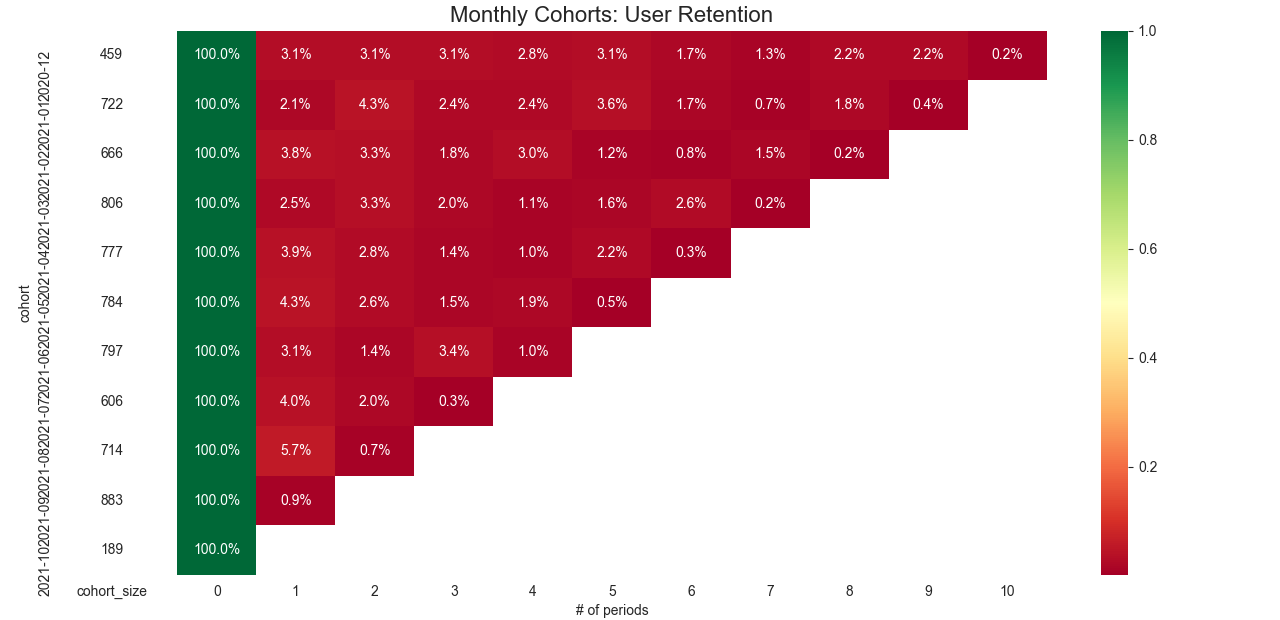 Monthly Cohorts: User Retention
459 100.0% 3.1% 3.1% 3.1% 2.8% 3.1% 1.7% 1.3% 2.2% 2.2% 0.2%
722 100.0% 2.1% 4.3% 2.4% 2.4% 3.6% 1.7% 0.7% 1.8% 0.4%
666 100.0% 3.8% 3.3% 1.8% 3.0% 1.2% 0.8% 1.5% 0.2%
806 100.0% 2.5% 3.3% 2.0% 1.1% 1.6% 2.6% 0.2%
777 100.0% 3.9% 2.8% 1.4% 1.0% 2.2% 0.3%
784 100.0% 4.3% 2.6% 1.5% 1.9% 0.5%
797 100.0% 3.1% 1.4% 3.4% 1.0%
606 100.0% 4.0% 2.0% 0.3%
714 100.0% 5.7% 0.7%
883 100.0% 0.9%
189 100.0%
cohort_size 0 1 2 3 4 5 6 7 8 9 10
# of periods
cohort
2021-102021-092021-082021-072021-062021-052021-042021-032021-022021-012020-12
1.0
0.8
0.6
0.4
0.2